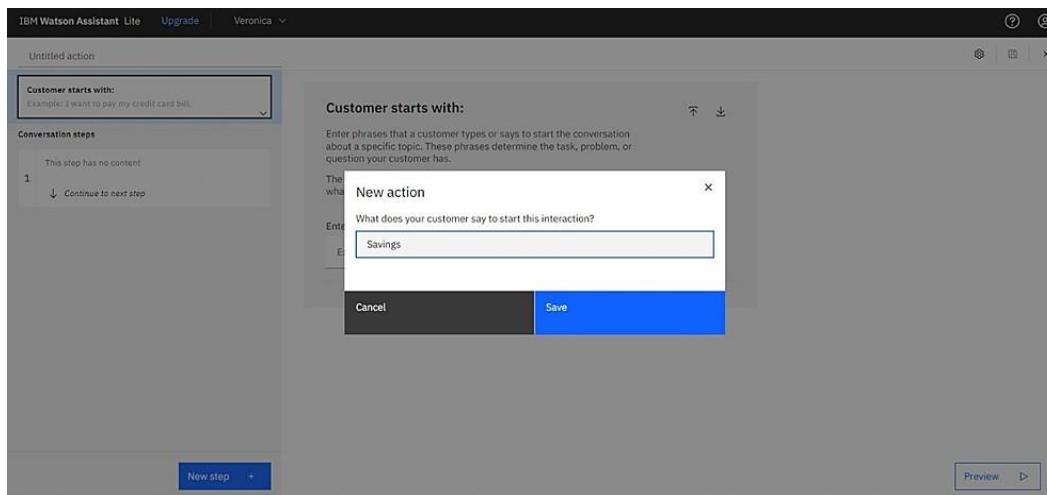 IBM Watson Assistant Lite Upgrade Veronica
Untitled action
Customer starts with:
Example: I want to pay my credit card bill.
Conversation steps
1
This step has no content
Continue to next step
New step +
Customer starts with:
Enter phrases that a customer types or says to start the conversation
about a specific topic. These phrases determine the task, problem, or
question your customer has.
The
Ente
New action
What does your customer say to start this interaction?
Savings
Cancel
Save
Preview